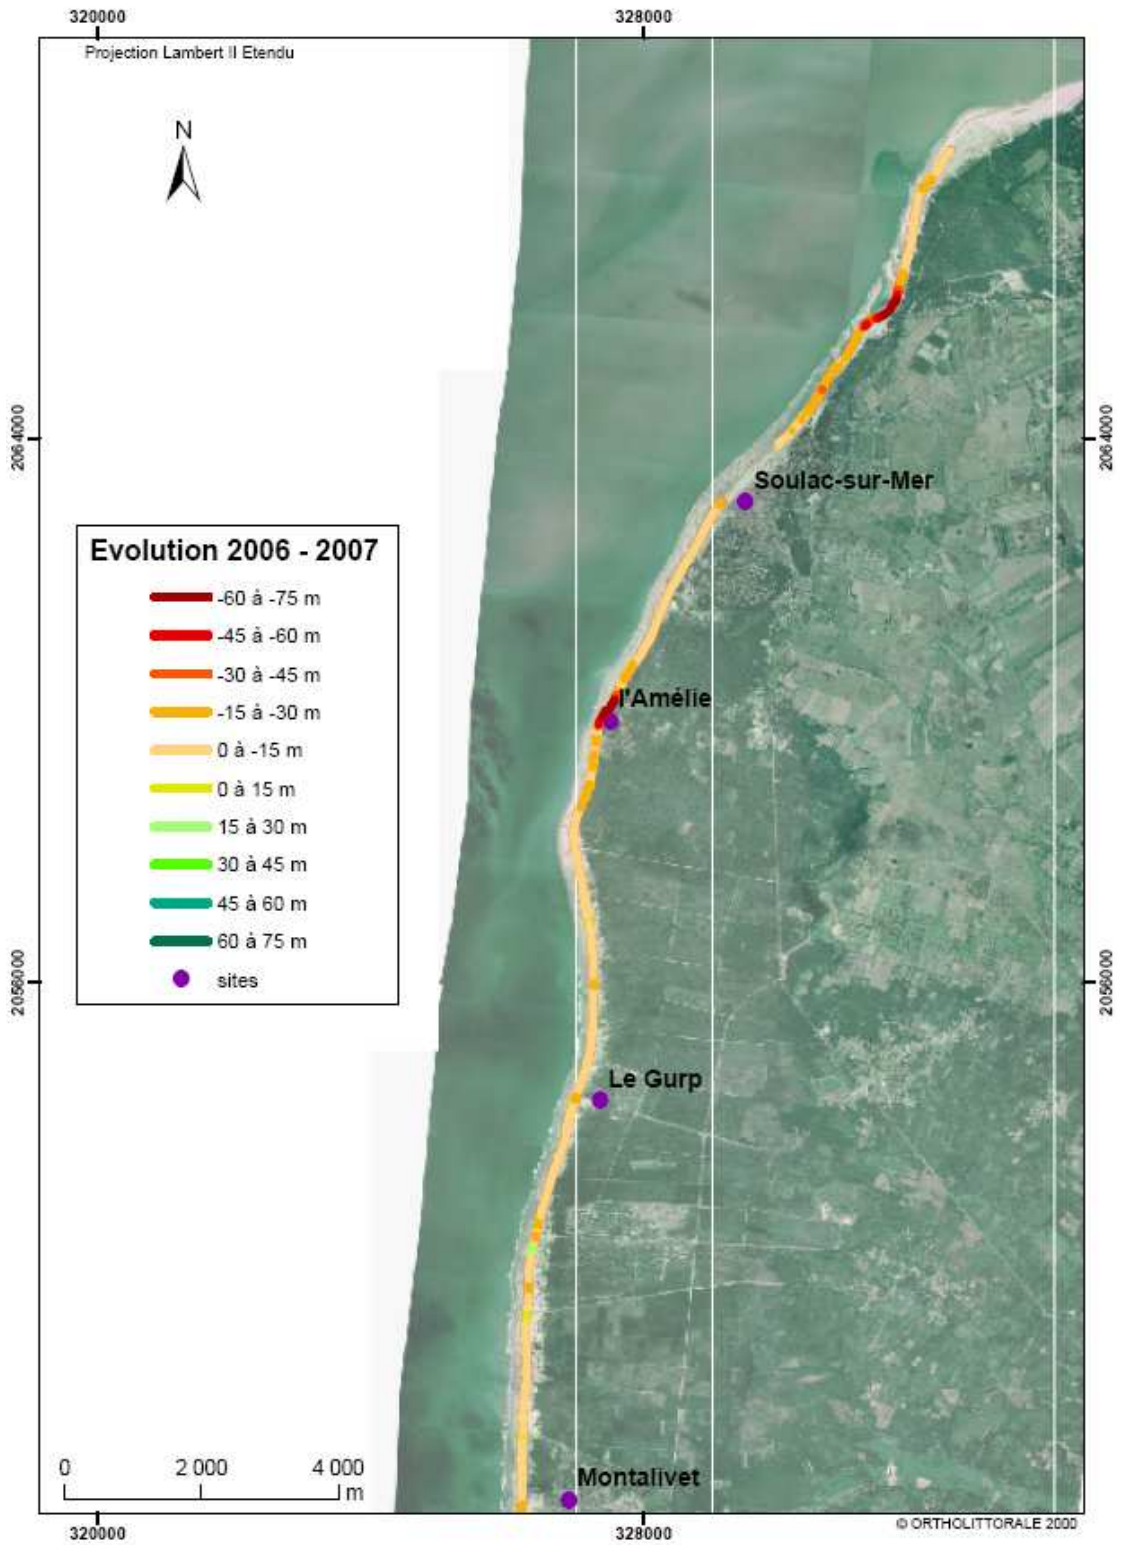 320000
328000
Projection Lambert II Etendu
N
2064000
2064000
Soulac-sur-Mer
Evolution 2006 - 2007
-60 à -75 m
-45 à -60 m
-30 à -45 m
-15 à -30 m
0 à -15 m
0 à 15 m
15 à 30 m
30 à 45 m
45 à 60 m
60 à 75 m
sites
l'Amélie
2056000
2056000
Le Gurp
0
2 000
4 000
m
Montalivet
© ORTHOLITTORALE 2000
320000
328000